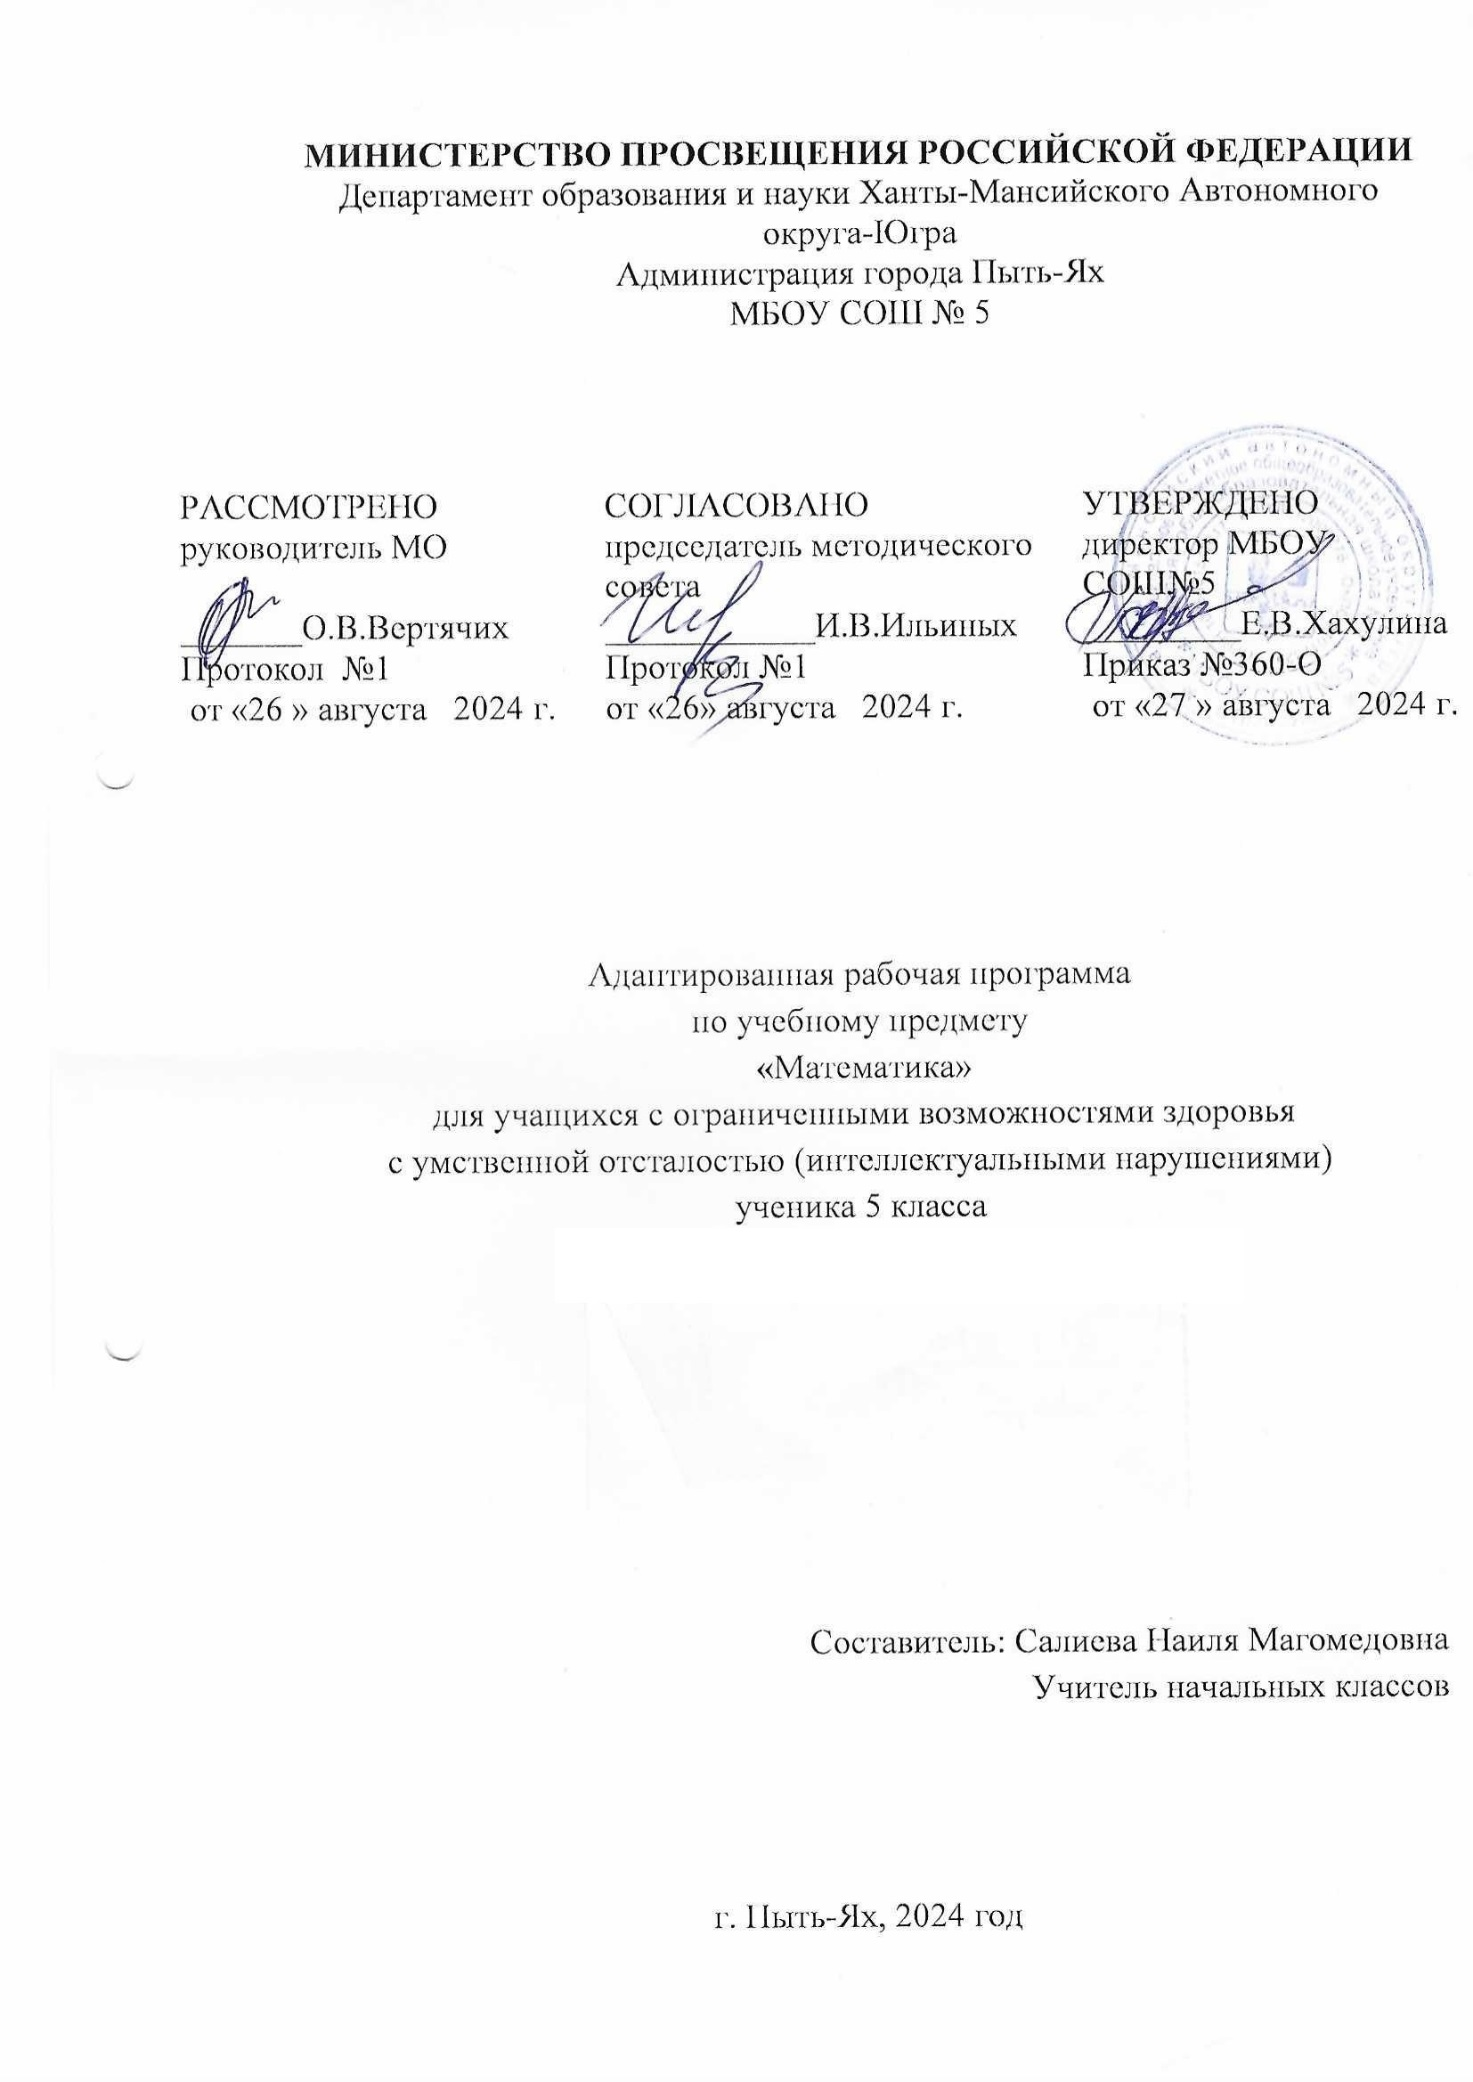 МИНИСТЕРСТВО ПРОСВЕЩЕНИЯ РОССИЙСКОЙ ФЕДЕРАЦИИ
Департамент образования и науки Ханты-Мансийского Автономного
округа-Югра
Администрация города Пыть-Ях
МБОУ СОШ № 5
РАССМОТРЕНО
руководитель МО
________О.В.Вертячих
Протокол №1
от «26 » августа 2024 г.
СОГЛАСОВАНО
председатель методического
совета
______________И.В.Ильиных
Протокол №1
от «26» августа 2024 г.
УТВЕРЖДЕНО
директор МБОУ
СОШ№5
__________Е.В.Хахулина
Приказ №360-О
от «27 » августа 2024 г.
Адаптированная рабочая программа
по учебному предмету
«Математика»
для учащихся с ограниченными возможностями здоровья
с умственной отсталостью (интеллектуальными нарушениями)
ученика 5 класса
Составитель: Салиева Наиля Магомедовна
Учитель начальных классов
г. Пыть-Ях, 2024 год